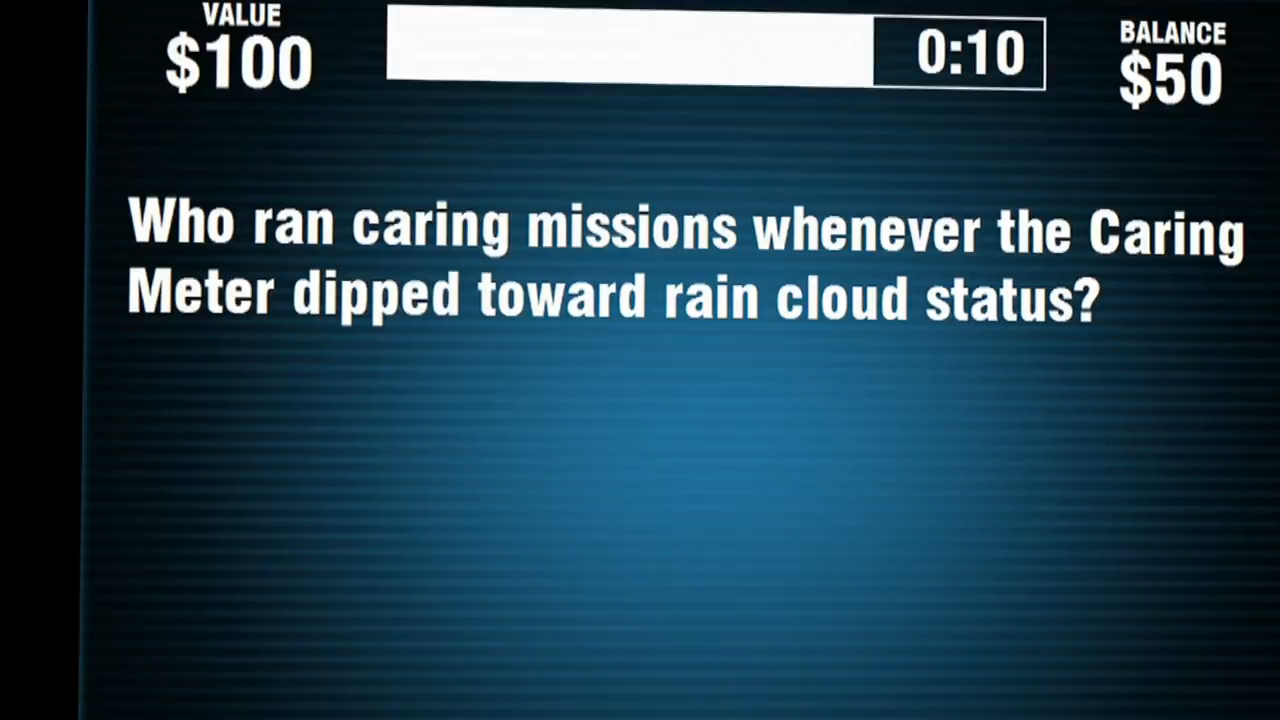 VALUE
$100
0:10
BALANCE
$50
Who ran caring missions whenever the Caring
Meter dipped toward rain cloud status?